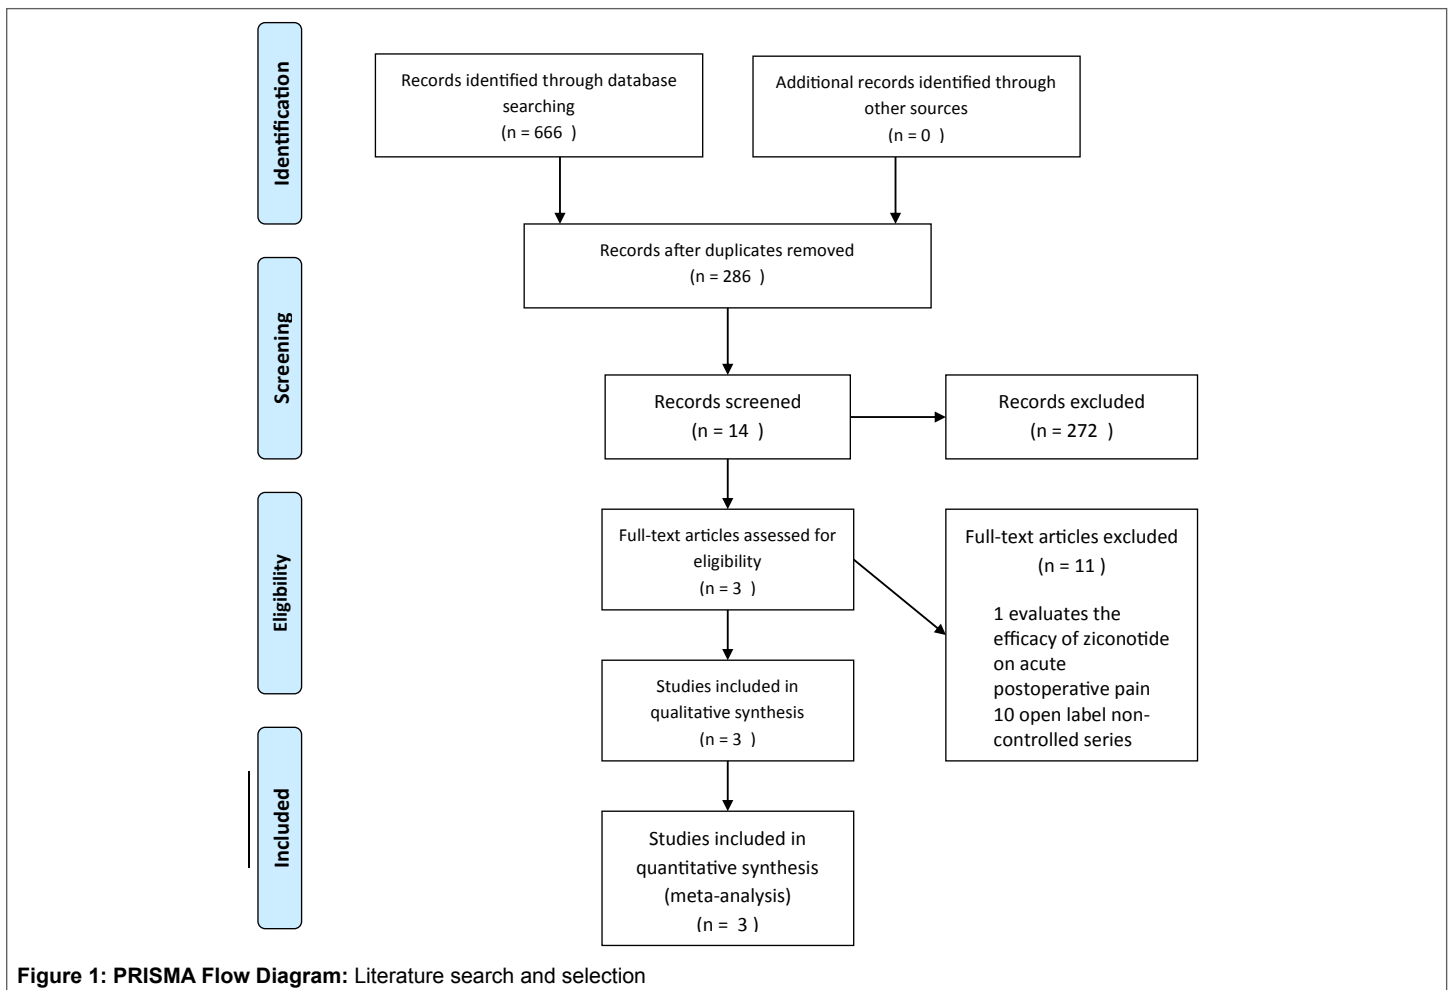 Identification
Records identified through database
searching
(n = 666  )
Additional records identified through
other sources
(n = 0  )
Records after duplicates removed
(n = 286  )
Screening
Records screened
(n = 14  )
Records excluded
(n = 272  )
Eligibility
Full-text articles assessed for
eligibility
(n = 3  )
Full-text articles excluded
(n = 11 )
1 evaluates the
efficacy of ziconotide
on acute
postoperative pain
10 open label non-
controlled series
Studies included in
qualitative synthesis
(n = 3  )
Included
Studies included in
quantitative synthesis
(meta-analysis)
(n =  3 )
Figure 1: PRISMA Flow Diagram: Literature search and selection